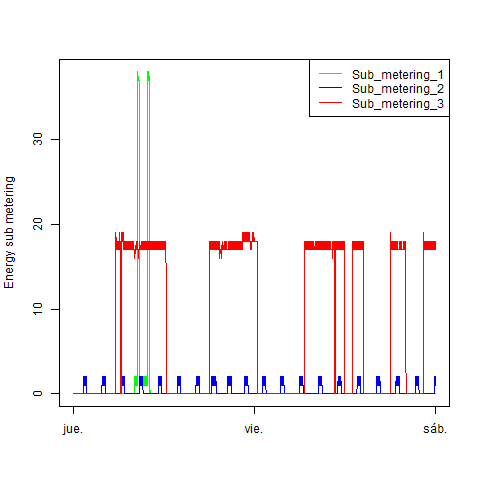 Sub_metering_1
Sub_metering_2
Sub_metering_3
Energy sub metering
30
20
10
0
jue.
vie.
sáb.